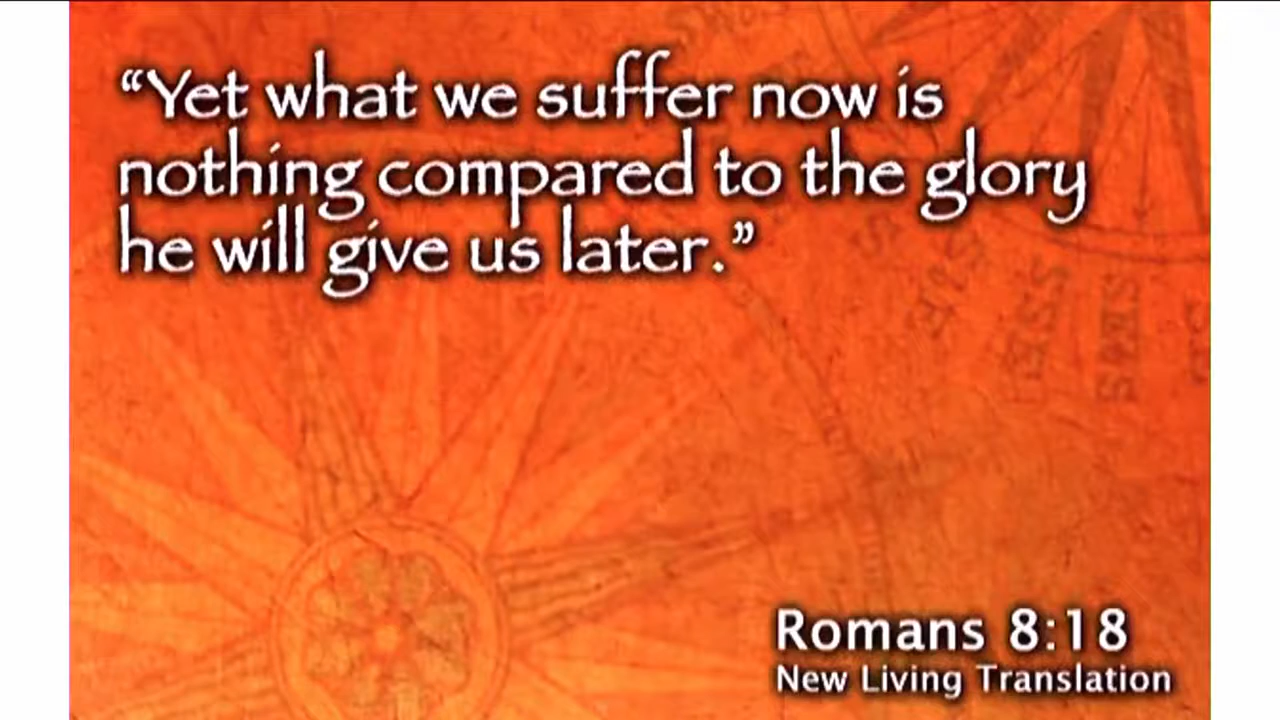 “Yet what we suffer now is
nothing compared to the glory
he will give us later.”
Romans 8:18
New Living Translation